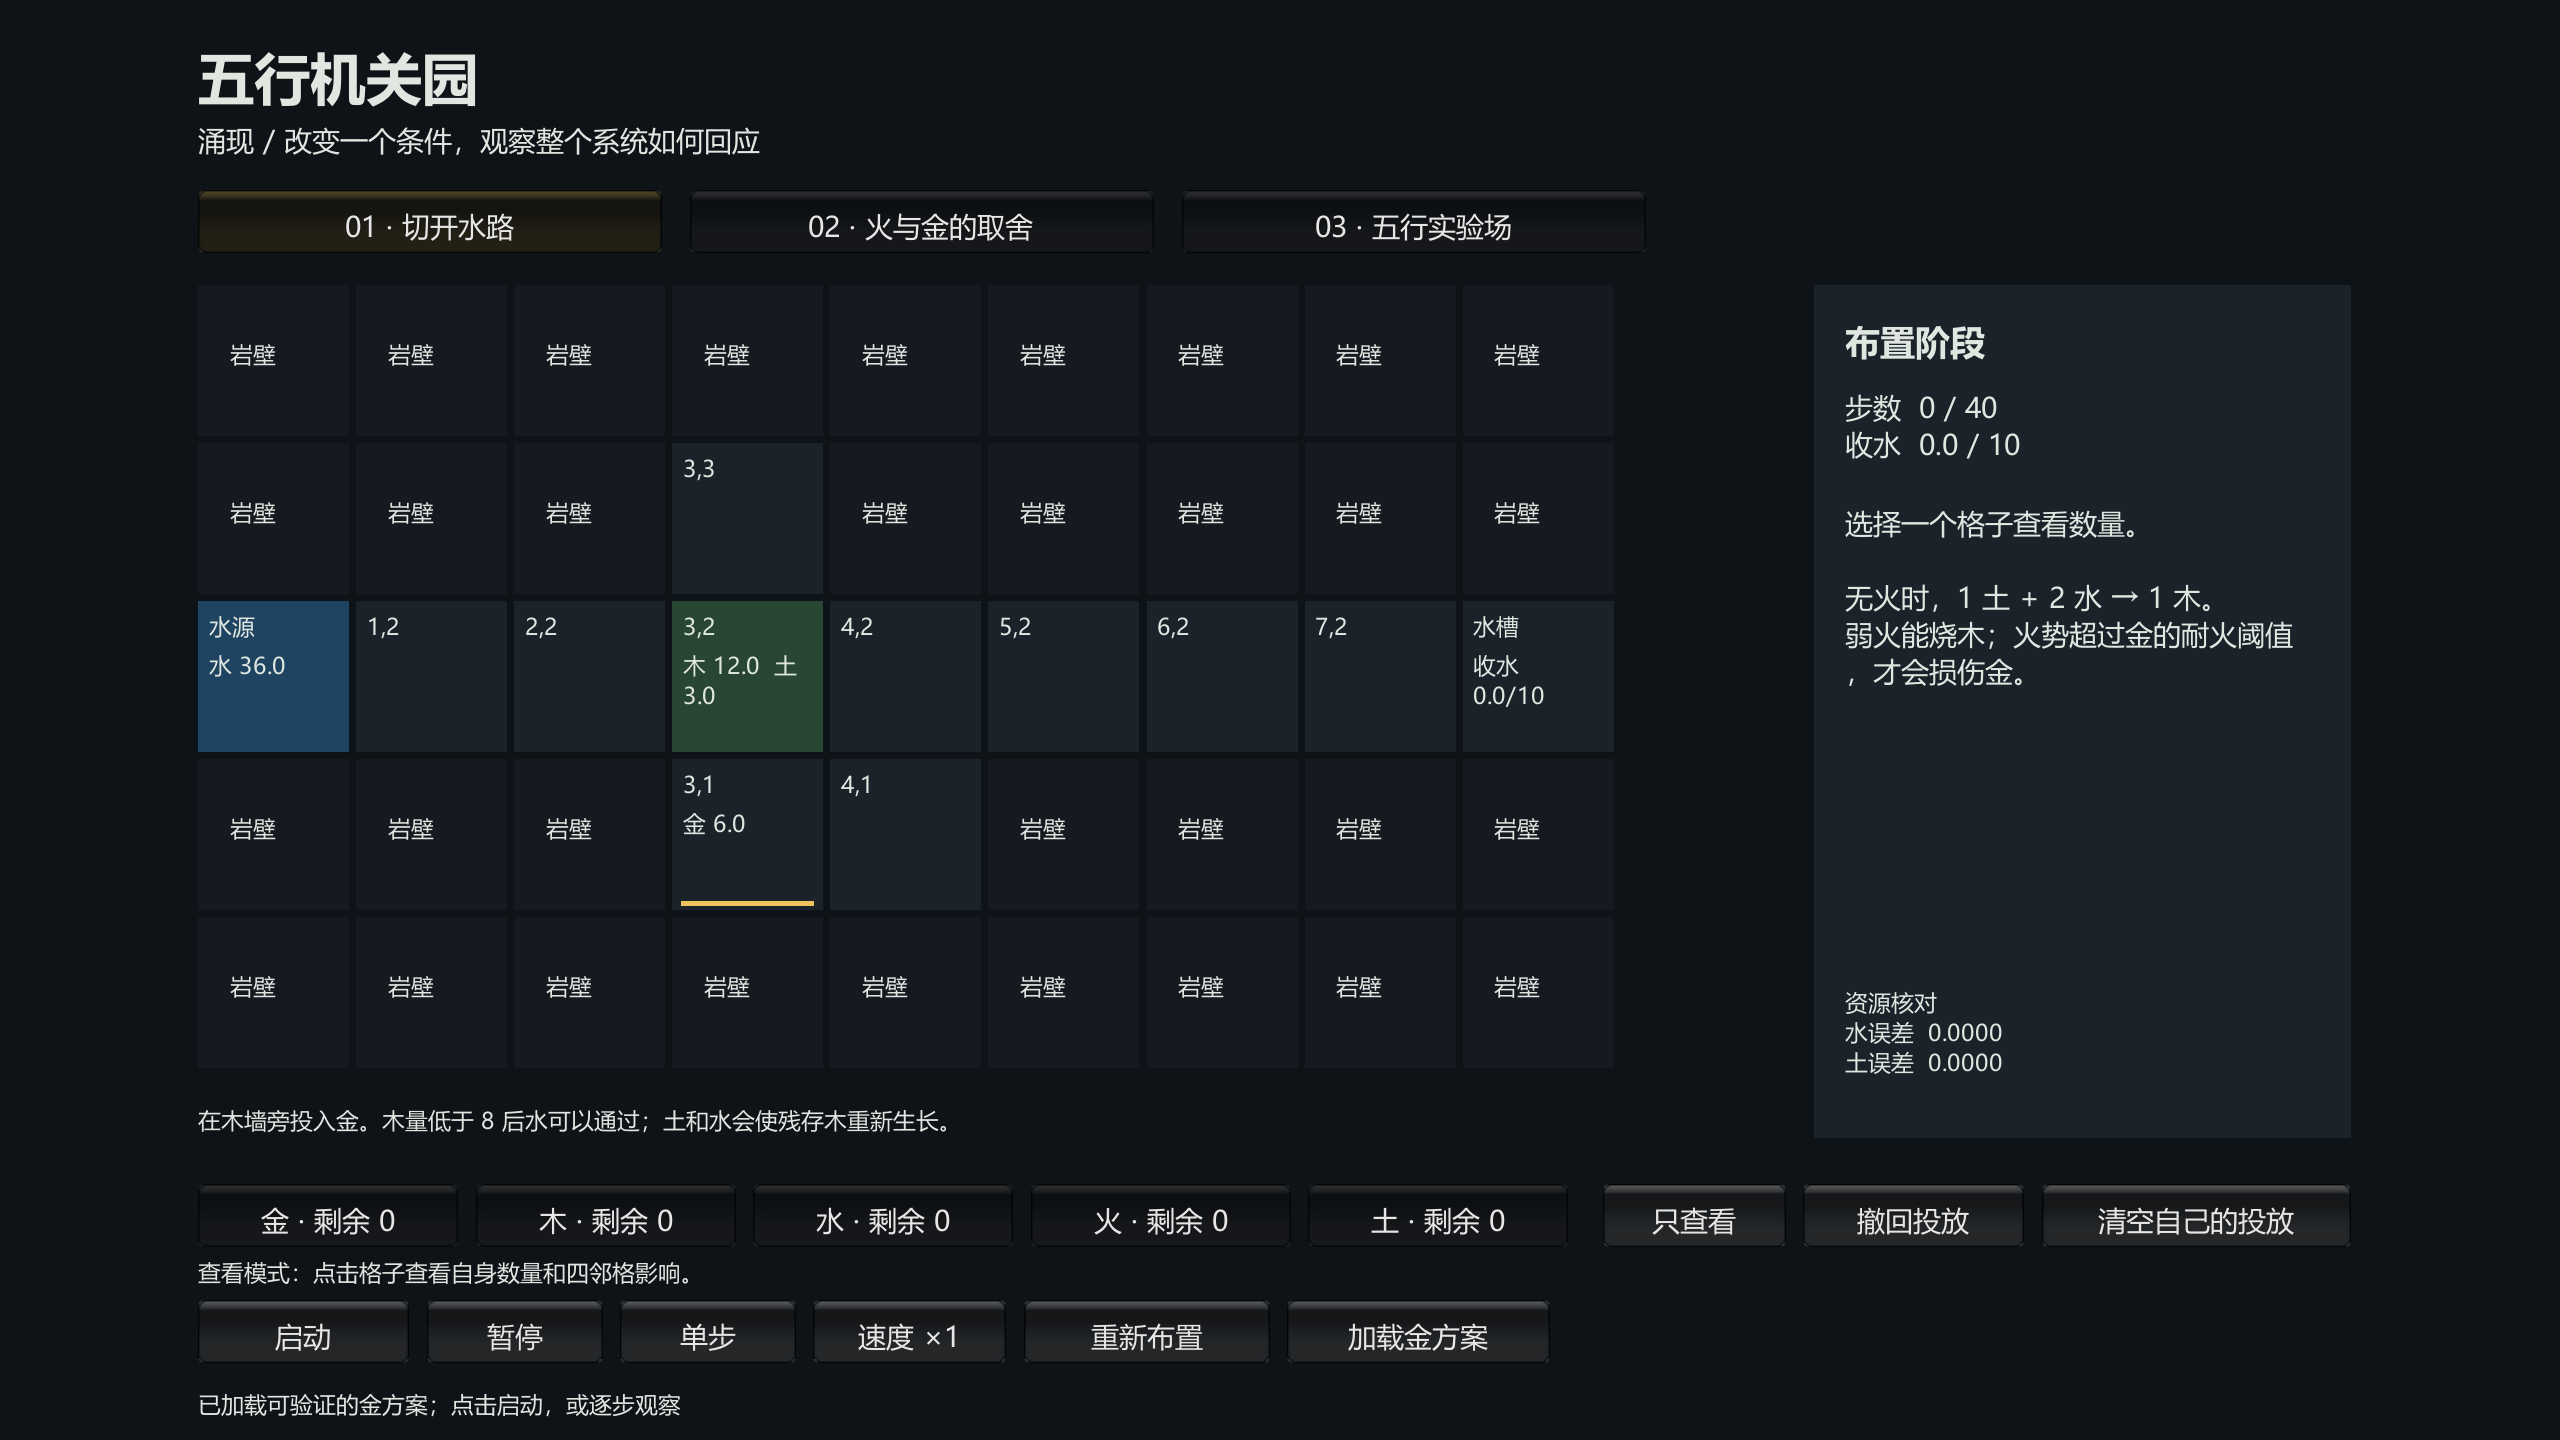 五行机关园
涌现 / 改变一个条件，观察整个系统如何回应
01 · 切开水路
02 · 火与金的取舍
03 · 五行实验场
岩壁 岩壁 岩壁 岩壁 岩壁 岩壁 岩壁 岩壁 岩壁
3,3
岩壁 岩壁 岩壁 岩壁 岩壁 岩壁 岩壁 岩壁
水源 1,2 2,2 3,2 4,2 5,2 6,2 7,2 水槽
水 36.0 木 12.0 土 收水
3.0 0.0/10
3,1 4,1
金 6.0
岩壁 岩壁 岩壁 岩壁 岩壁 岩壁 岩壁
岩壁 岩壁 岩壁 岩壁 岩壁 岩壁 岩壁 岩壁 岩壁
布置阶段
步数 0 / 40
收水 0.0 / 10
选择一个格子查看数量。
无火时，1 土 + 2 水 → 1 木。
弱火能烧木；火势超过金的耐火阈值
，才会损伤金。
资源核对
水误差 0.0000
土误差 0.0000
在木墙旁投入金。木量低于 8 后水可以通过；土和水会使残存木重新生长。
金 · 剩余 0
木 · 剩余 0
水 · 剩余 0
火 · 剩余 0
土 · 剩余 0
只查看
撤回投放
清空自己的投放
查看模式：点击格子查看自身数量和四邻格影响。
启动
暂停
单步
速度 ×1
重新布置
加载金方案
已加载可验证的金方案；点击启动，或逐步观察